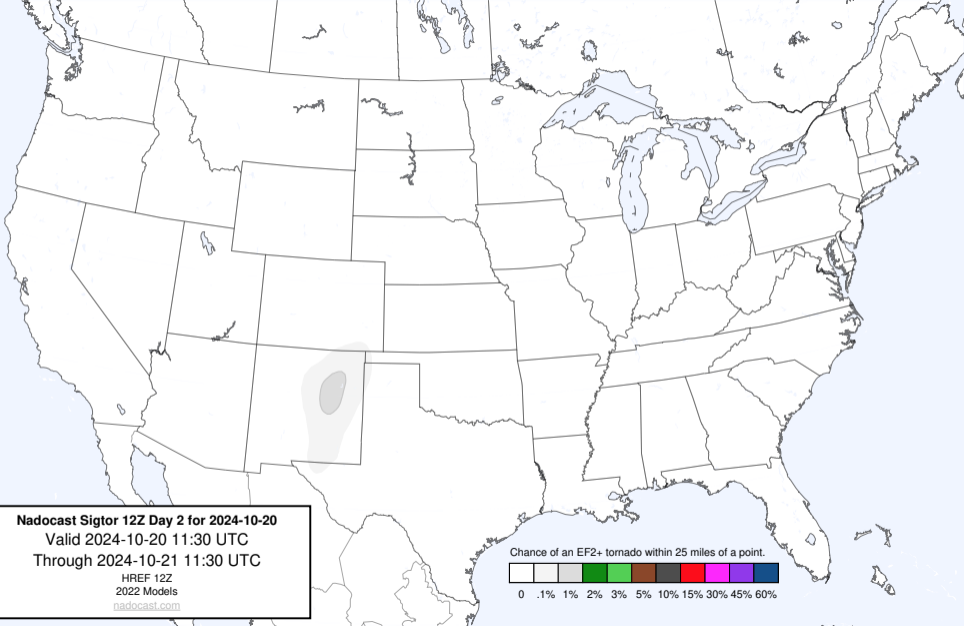 Nadocast Sigtor 12Z Day 2 for 2024-10-20
Valid 2024-10-20 11:30 UTC
Through 2024-10-21 11:30 UTC
HREF 12Z
2022 Models
nadocast.com
Chance of an EF2+ tornado within 25 miles of a point.
0 .1% 1% 2% 3% 5% 10% 15% 30% 45% 60%